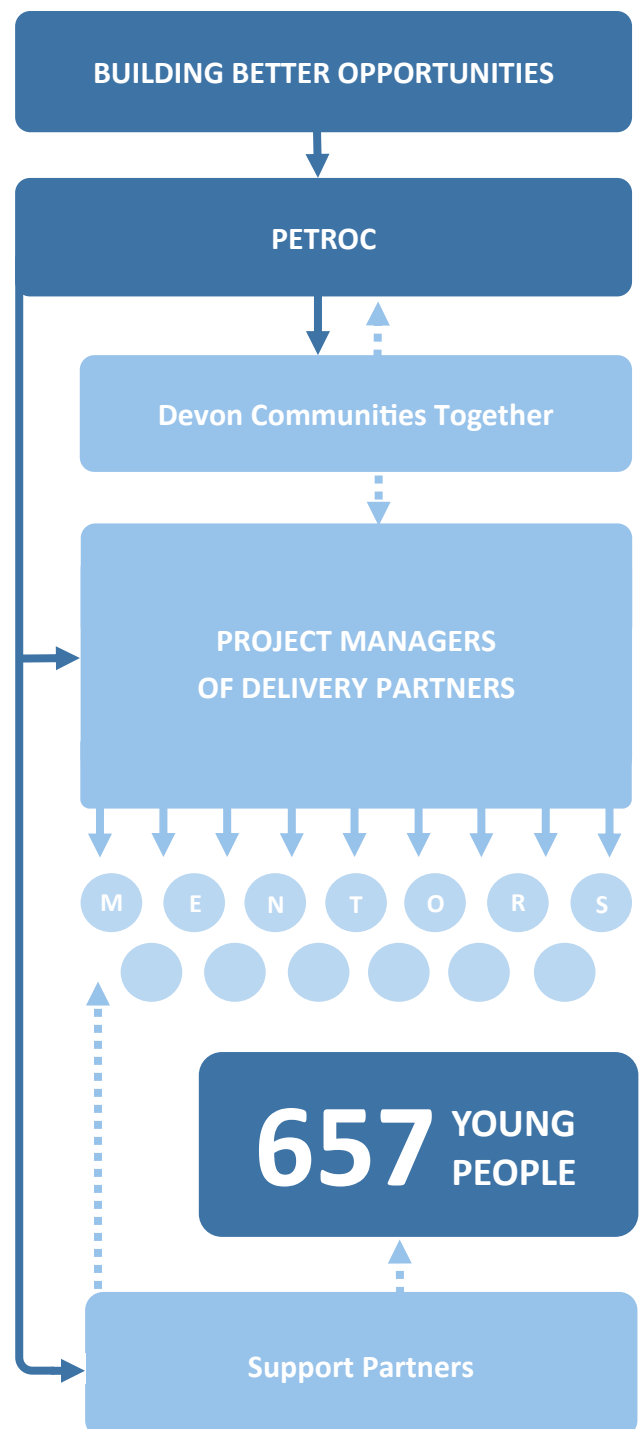 BUILDING BETTER OPPORTUNITIES
PETROC
Devon Communities Together
PROJECT MANAGERS
OF DELIVERY PARTNERS
M E N T O R S
657 YOUNG
PEOPLE
Support Partners